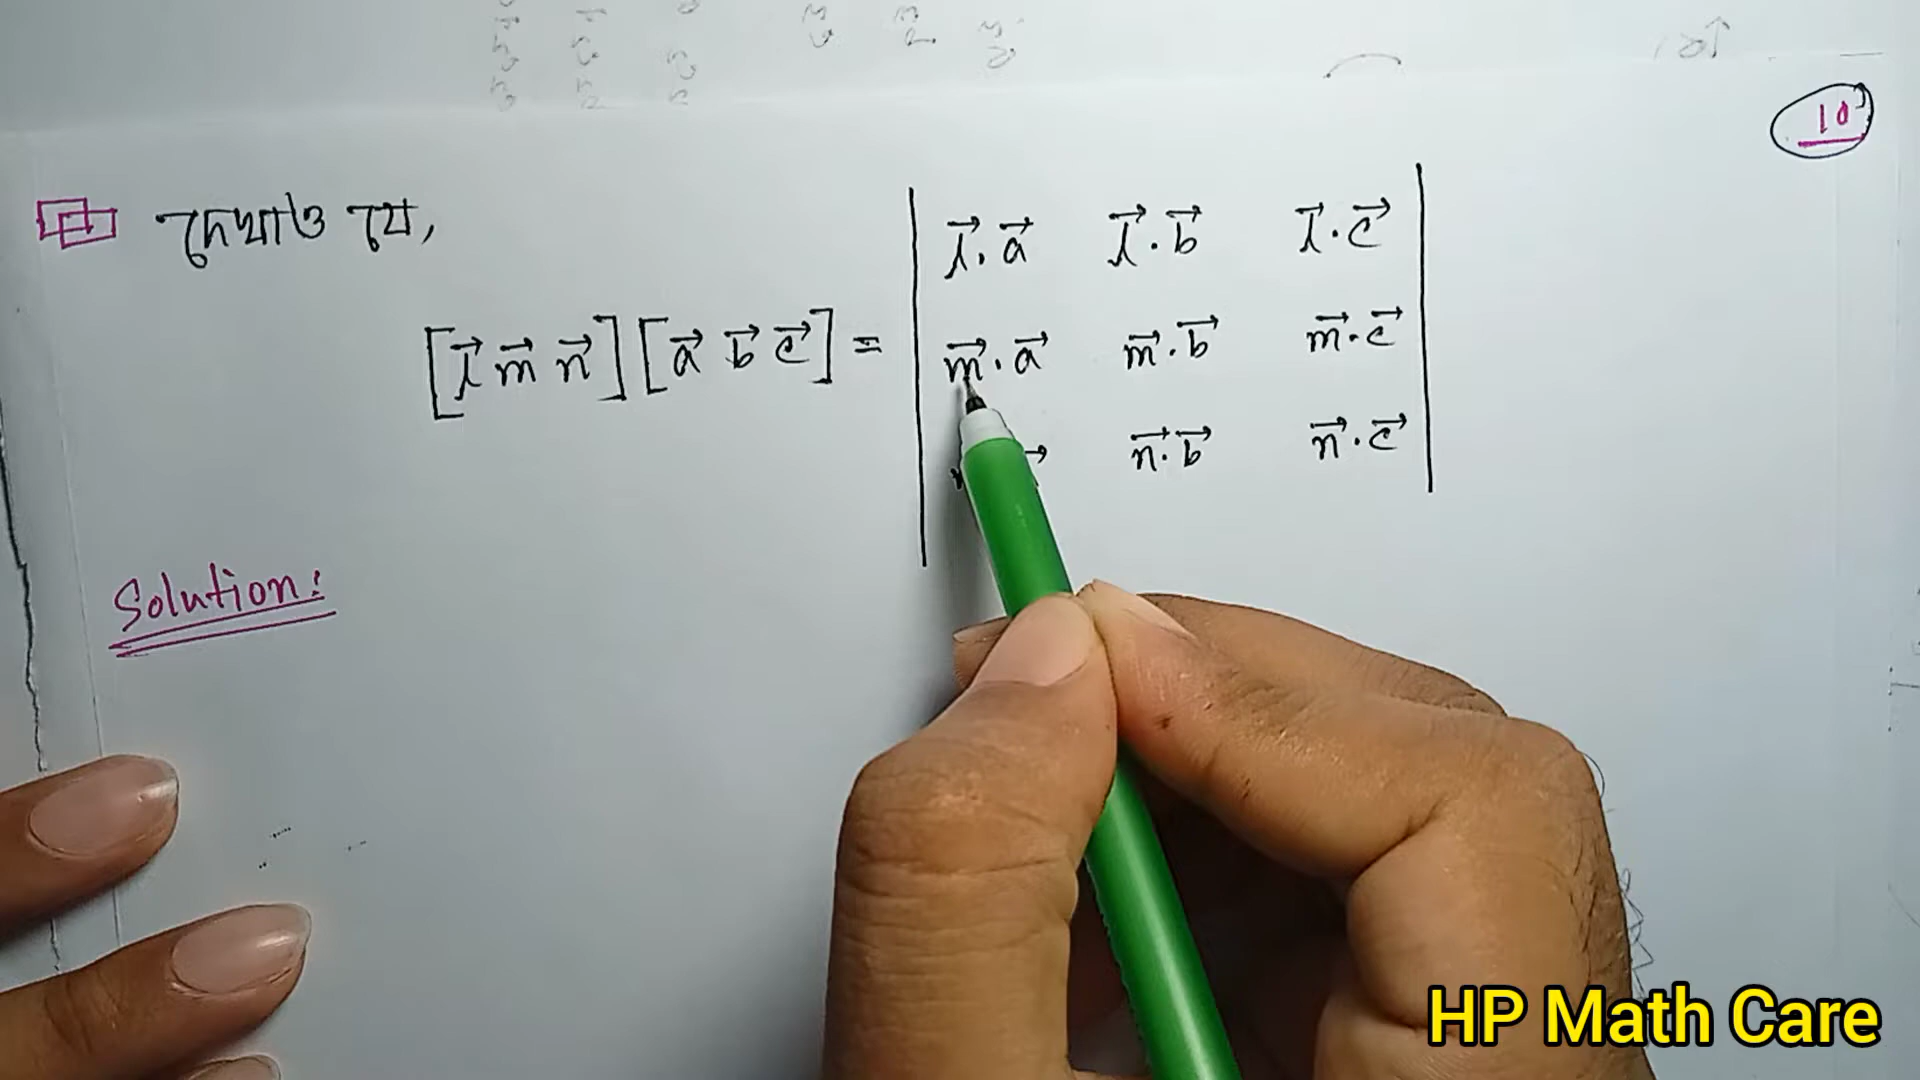 10
দেখাও যে,
[l⃗ m⃗ n⃗] [a⃗ b⃗ c⃗] =
| l⃗.a⃗ l⃗.b⃗ l⃗.c⃗ |
| m⃗.a⃗ m⃗.b⃗ m⃗.c⃗ |
| n⃗.b⃗ n⃗.c⃗ |
Solution:
HP Math Care